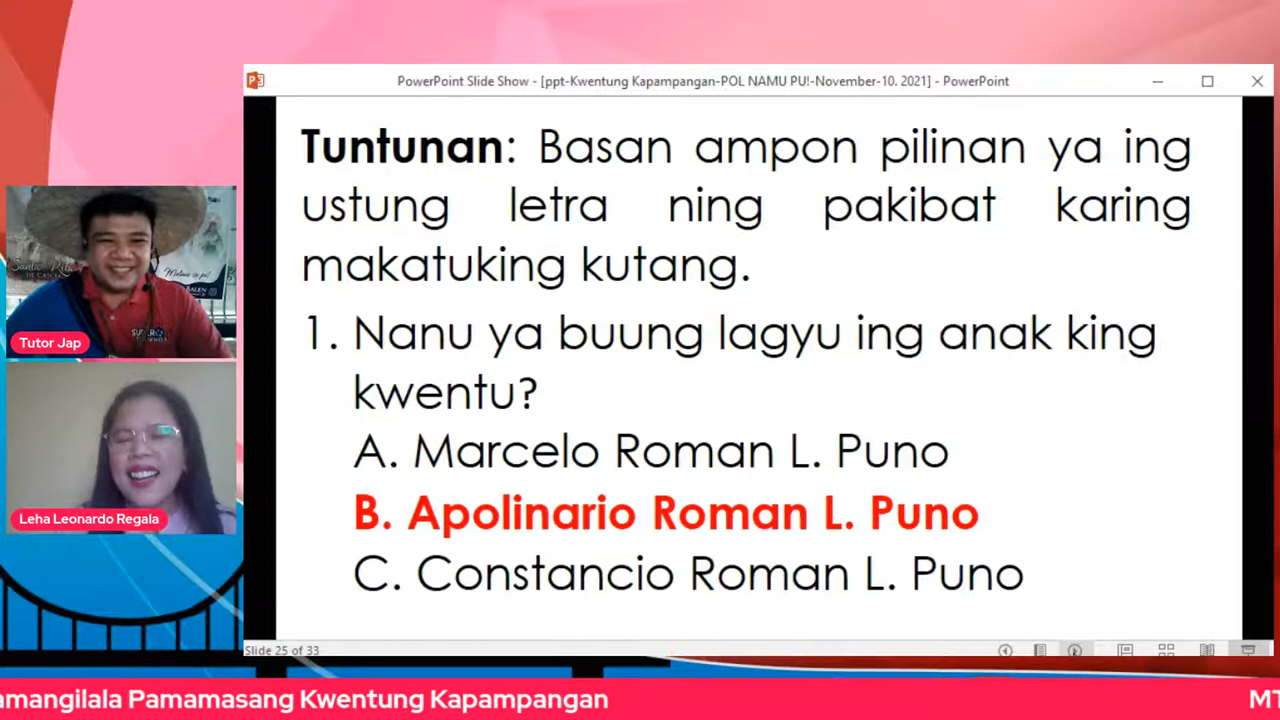 PowerPoint Slide Show - [ppt-Kwentung Kapampangan-POL NAMU PU!-November-10, 2021] - PowerPoint
Tuntunan: Basan ampon pilinan ya ing
ustung letra ning pakibat karing
makatuking kutang.
1. Nanu ya buung lagyu ing anak king
kwentu?
A. Marcelo Roman L. Puno
B. Apolinario Roman L. Puno
C. Constancio Roman L. Puno
Tutor Jap
Leha Leonardo Regala
Slide 25 of 33
amangilala Pamamasang Kwentung Kapampangan
MT